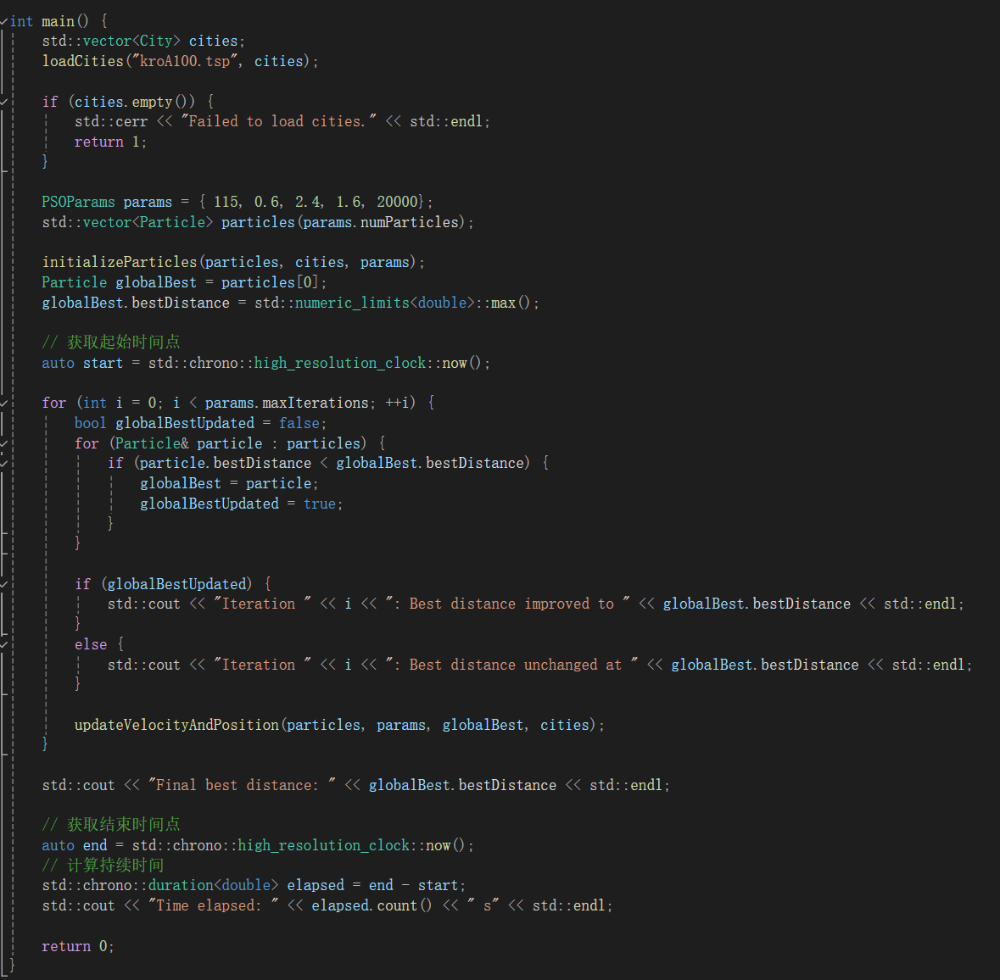 int main() {
    std::vector<City> cities;
    loadCities("kroA100.tsp", cities);
    if (cities.empty()) {
        std::cerr << "Failed to load cities." << std::endl;
        return 1;
    }
    PSOParams params = { 115, 0.6, 2.4, 1.6, 20000};
    std::vector<Particle> particles(params.numParticles);
    initializeParticles(particles, cities, params);
    Particle globalBest = particles[0];
    globalBest.bestDistance = std::numeric_limits<double>::max();
    // 获取起始时间点
    auto start = std::chrono::high_resolution_clock::now();
    for (int i = 0; i < params.maxIterations; ++i) {
        bool globalBestUpdated = false;
        for (Particle& particle : particles) {
            if (particle.bestDistance < globalBest.bestDistance) {
                globalBest = particle;
                globalBestUpdated = true;
            }
        }
        if (globalBestUpdated) {
            std::cout << "Iteration " << i << ": Best distance improved to " << globalBest.bestDistance << std::endl;
        }
        else {
            std::cout << "Iteration " << i << ": Best distance unchanged at " << globalBest.bestDistance << std::endl;
        }
        updateVelocityAndPosition(particles, params, globalBest, cities);
    }
    std::cout << "Final best distance: " << globalBest.bestDistance << std::endl;
    // 获取结束时间点
    auto end = std::chrono::high_resolution_clock::now();
    // 计算持续时间
    std::chrono::duration<double> elapsed = end - start;
    std::cout << "Time elapsed: " << elapsed.count() << " s" << std::endl;
    return 0;
}